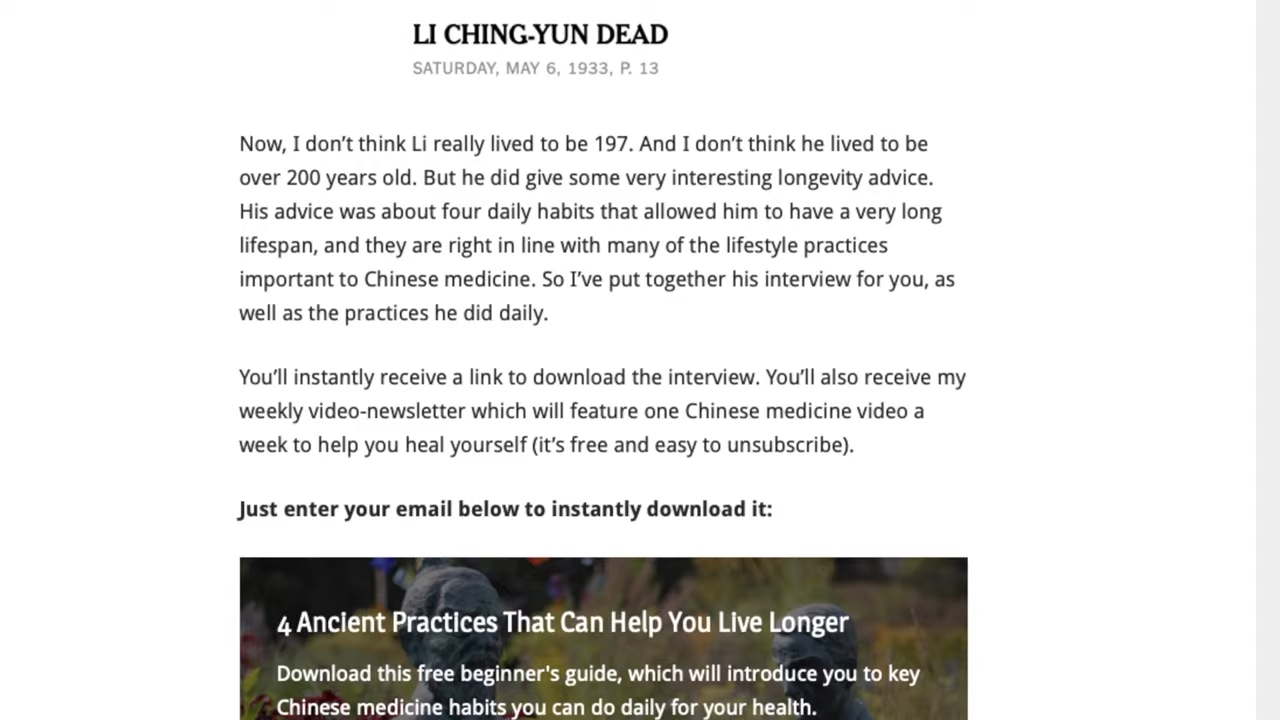 LI CHING-YUN DEAD
SATURDAY, MAY 6, 1933, P. 13
Now, I don’t think Li really lived to be 197. And I don’t think he lived to be
over 200 years old. But he did give some very interesting longevity advice.
His advice was about four daily habits that allowed him to have a very long
lifespan, and they are right in line with many of the lifestyle practices
important to Chinese medicine. So I’ve put together his interview for you, as
well as the practices he did daily.
You’ll instantly receive a link to download the interview. You’ll also receive my
weekly video-newsletter which will feature one Chinese medicine video a
week to help you heal yourself (it’s free and easy to unsubscribe).
Just enter your email below to instantly download it:
4 Ancient Practices That Can Help You Live Longer
Download this free beginner's guide, which will introduce you to key
Chinese medicine habits you can do daily for your health.